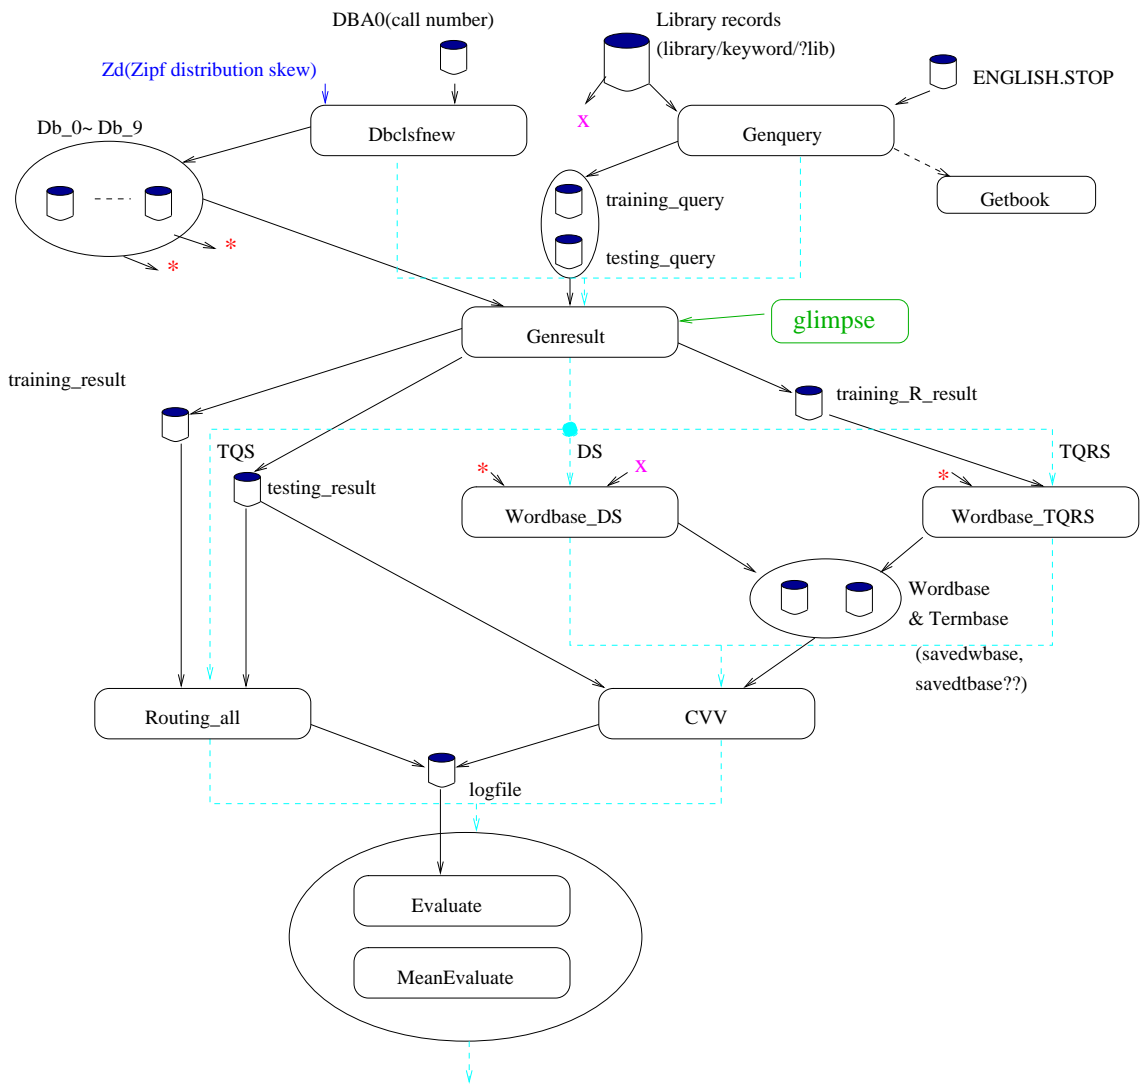 DBA0(call number)
Library records
(library/keyword/?lib)
Zd(Zipf distribution skew)
ENGLISH.STOP
x
Db_0~ Db_9
Dbclsfnew
Genquery
training_query
Getbook
testing_query
*
*
Genresult
glimpse
training_result
training_R_result
TQS
DS
TQRS
testing_result
*
x
*
Wordbase_DS
Wordbase_TQRS
Wordbase
& Termbase
(savedwbase,
savedtbase??)
Routing_all
CVV
logfile
Evaluate
MeanEvaluate